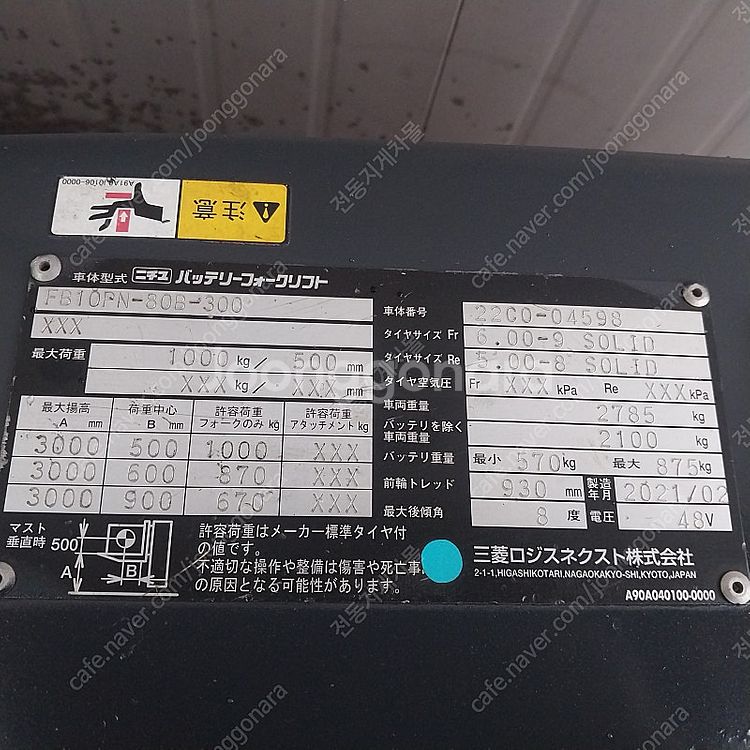 A91A8J0106-0000
注意
車体型式 ニチユ バッテリーフォークリフト
FB10PN-80B-300
XXX
最大荷重 1000 kg / 500 mm
XXX kg / XXX mm
最大揚高 A mm 荷重中心 B mm 許容荷重 フォークのみ kg 許容荷重 アタッチメント kg
3000 500 1000 XXX
3000 600 870 XXX
3000 900 670 XXX
マスト垂直時 500 A B
許容荷重はメーカー標準タイヤ付
の値です。
不適切な操作や整備は傷害や死亡事
の原因となる可能性があります。
車体番号 22C0-04598
タイヤサイズ Fr 6.00-9 SOLID
タイヤサイズ Re 5.00-8 SOLID
タイヤ空気圧 Fr XXX kPa Re XXX kPa
車両重量 2785 kg
バッテリを除く車両重量 2100 kg
バッテリ重量 最小 570 kg 最大 875 kg
前輪トレッド 930 mm 製造年月 2021/02
最大後傾角 8 度 電圧 48 V
三菱ロジスネクスト株式会社
2-1-1,HIGASHIKOTARI,NAGAOKAKYO-SHI,KYOTO,JAPAN
A90A040100-0000
joonggonara
전동지게차몰
cafe.naver.com/joonggonara